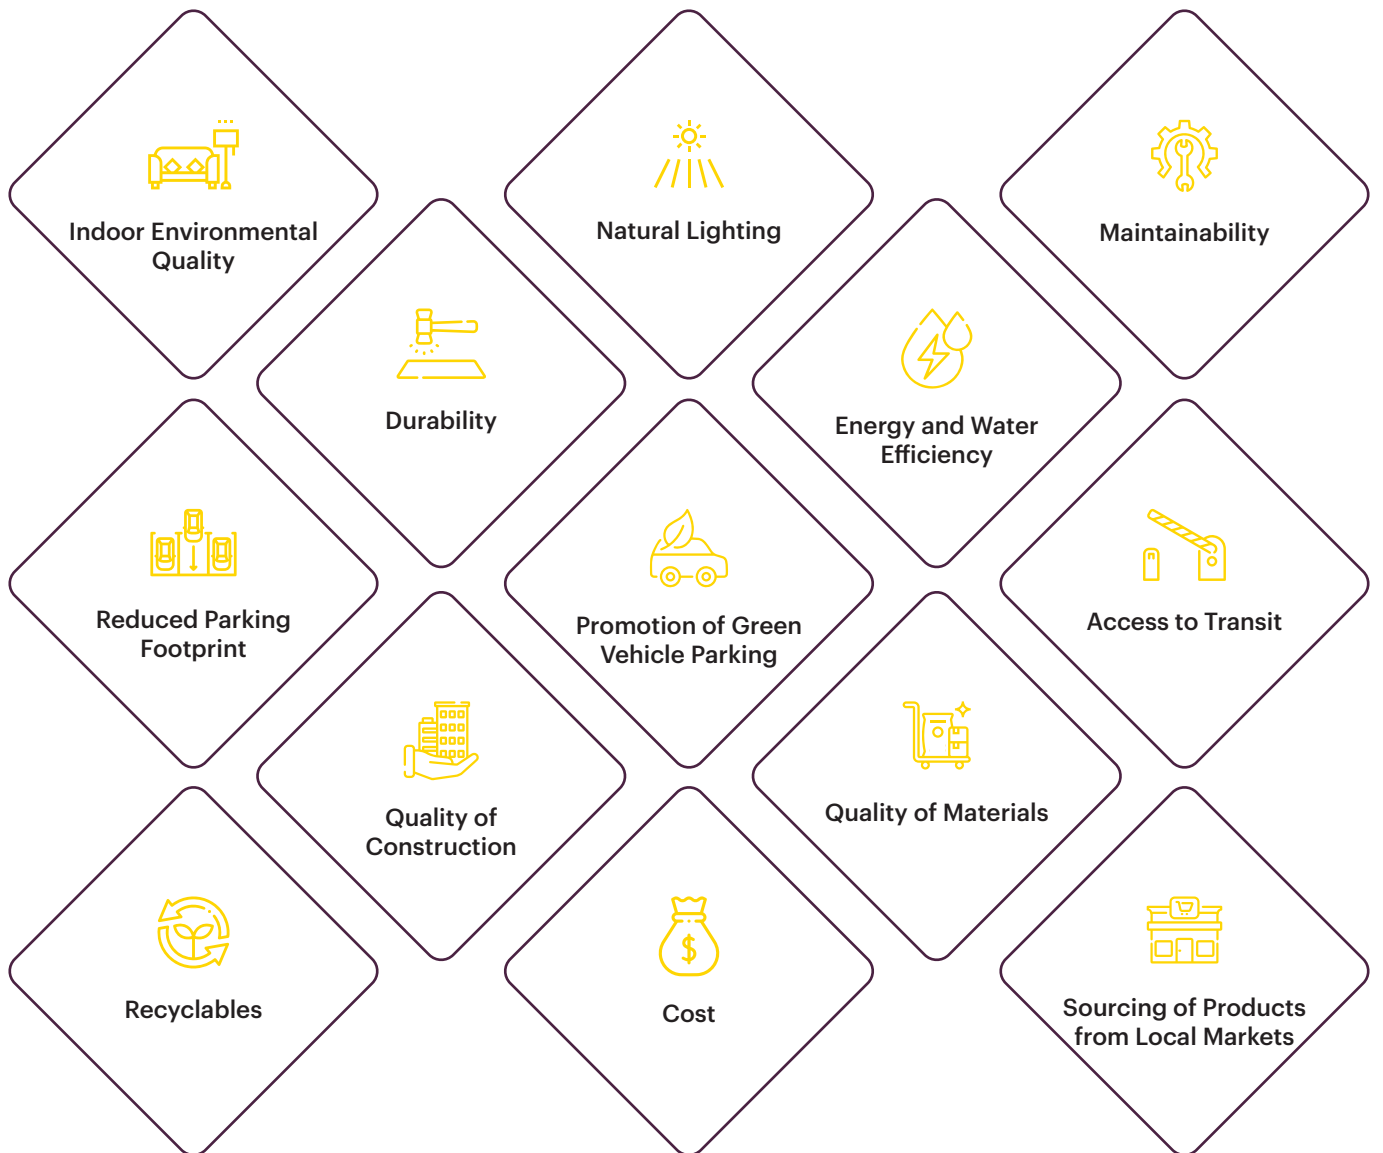 Indoor Environmental
Quality
Natural Lighting
Maintainability
Durability
Energy and Water
Efficiency
Reduced Parking
Footprint
Promotion of Green
Vehicle Parking
Access to Transit
Quality of
Construction
Quality of Materials
Recyclables
$
Cost
Sourcing of Products
from Local Markets